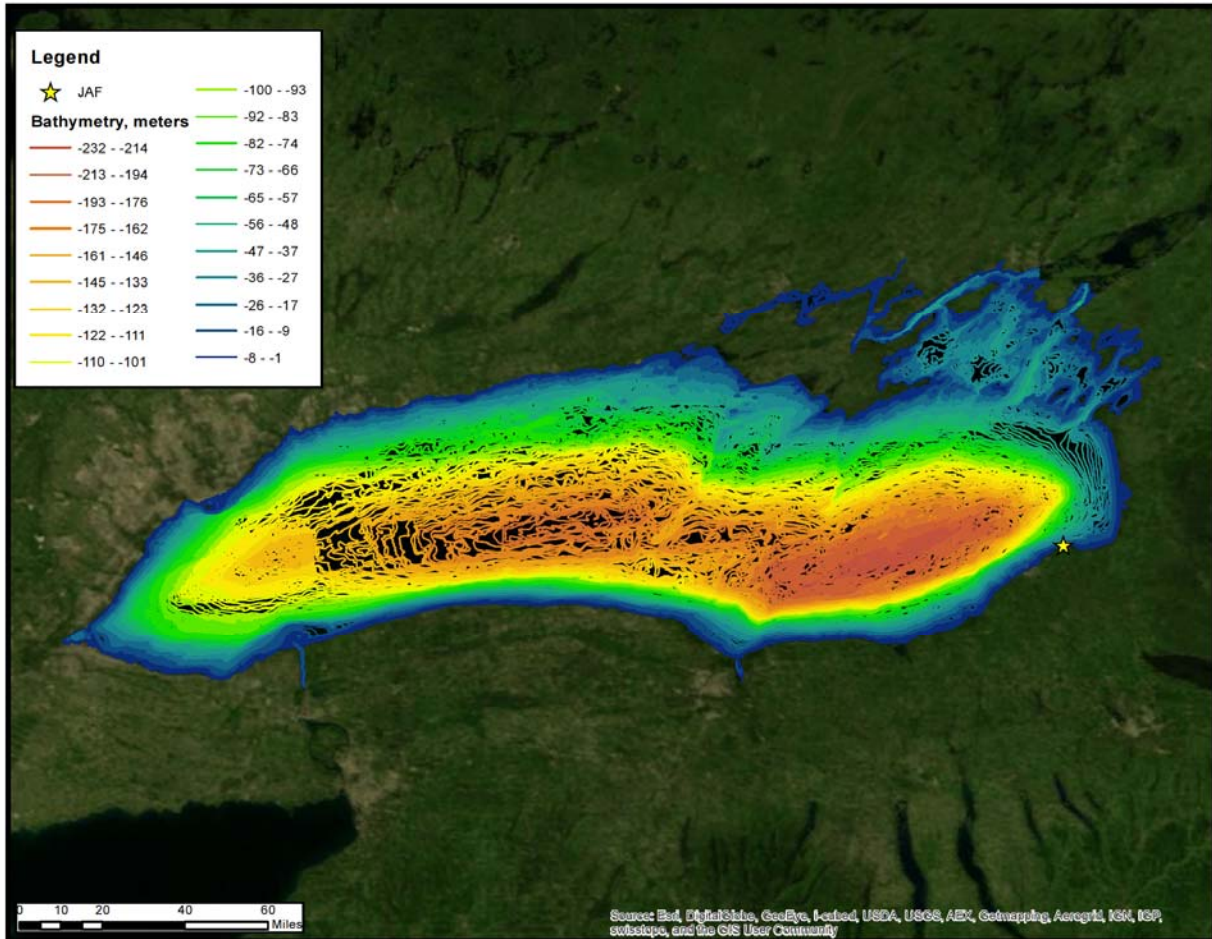 Legend
JAF
Bathymetry, meters
-232 - -214
-213 - -194
-193 - -176
-175 - -162
-161 - -146
-145 - -133
-132 - -123
-122 - -111
-110 - -101
-100 - -93
-92 - -83
-82 - -74
-73 - -66
-65 - -57
-56 - -48
-47 - -37
-36 - -27
-26 - -17
-16 - -9
-8 - -1
0 10 20 40 60
Miles
Source: Esri, DigitalGlobe, GeoEye, i-cubed, USDA, USGS, AEX, Getmapping, Aerogrid, IGN, IGP,
swisstopo, and the GIS User Community